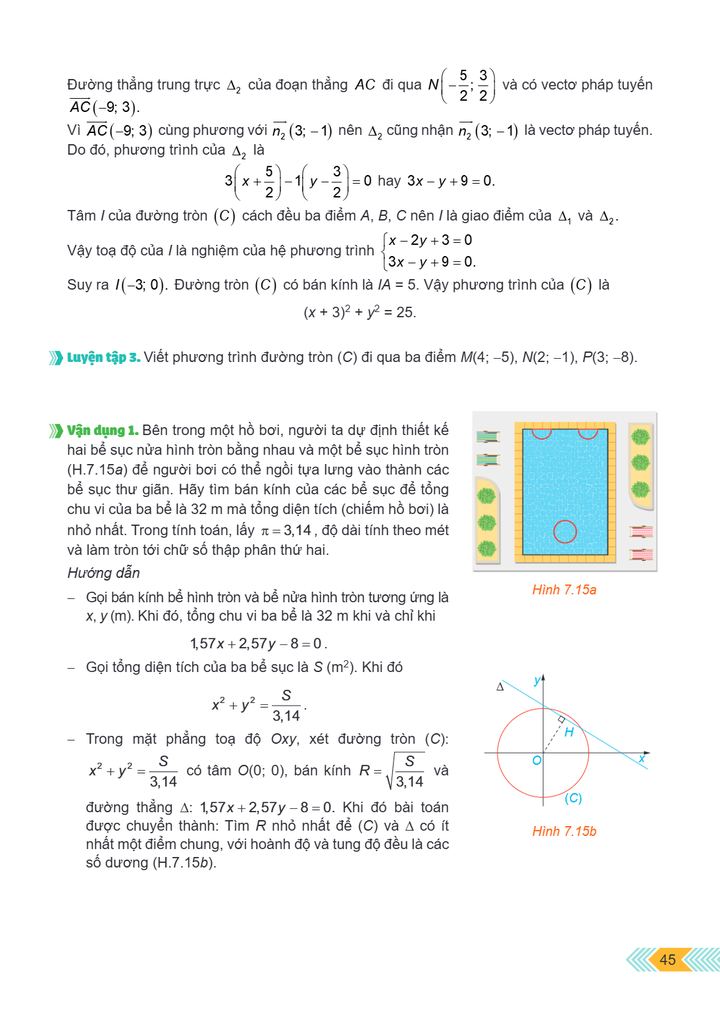 Đường thẳng trung trực Δ₂ của đoạn thẳng AC đi qua N(−5/2; 3/2) và có vectơ pháp tuyến
AC⃗(−9; 3).
Vì AC⃗(−9; 3) cùng phương với n₂⃗(3; −1) nên Δ₂ cũng nhận n₂⃗(3; −1) là vectơ pháp tuyến.
Do đó, phương trình của Δ₂ là
3(x + 5/2) − 1(y − 3/2) = 0 hay 3x − y + 9 = 0.
Tâm I của đường tròn (C) cách đều ba điểm A, B, C nên I là giao điểm của Δ₁ và Δ₂.
Vậy toạ độ của I là nghiệm của hệ phương trình { x − 2y + 3 = 0
3x − y + 9 = 0.
Suy ra I(−3; 0). Đường tròn (C) có bán kính là IA = 5. Vậy phương trình của (C) là
(x + 3)² + y² = 25.
Luyện tập 3. Viết phương trình đường tròn (C) đi qua ba điểm M(4; −5), N(2; −1), P(3; −8).
Vận dụng 1. Bên trong một hồ bơi, người ta dự định thiết kế
hai bể sục nửa hình tròn bằng nhau và một bể sục hình tròn
(H.7.15a) để người bơi có thể ngồi tựa lưng vào thành các
bể sục thư giãn. Hãy tìm bán kính của các bể sục để tổng
chu vi của ba bể là 32 m mà tổng diện tích (chiếm hồ bơi) là
nhỏ nhất. Trong tính toán, lấy π = 3,14, độ dài tính theo mét
và làm tròn tới chữ số thập phân thứ hai.
Hướng dẫn
– Gọi bán kính bể hình tròn và bể nửa hình tròn tương ứng là
x, y (m). Khi đó, tổng chu vi ba bể là 32 m khi và chỉ khi
1,57x + 2,57y − 8 = 0.
– Gọi tổng diện tích của ba bể sục là S (m²). Khi đó
x² + y² = S/3,14.
– Trong mặt phẳng toạ độ Oxy, xét đường tròn (C):
x² + y² = S/3,14 có tâm O(0; 0), bán kính R = √(S/3,14) và
đường thẳng Δ: 1,57x + 2,57y − 8 = 0. Khi đó bài toán
được chuyển thành: Tìm R nhỏ nhất để (C) và Δ có ít
nhất một điểm chung, với hoành độ và tung độ đều là các
số dương (H.7.15b).
Hình 7.15a
Δ
y
H
O
x
(C)
Hình 7.15b
45